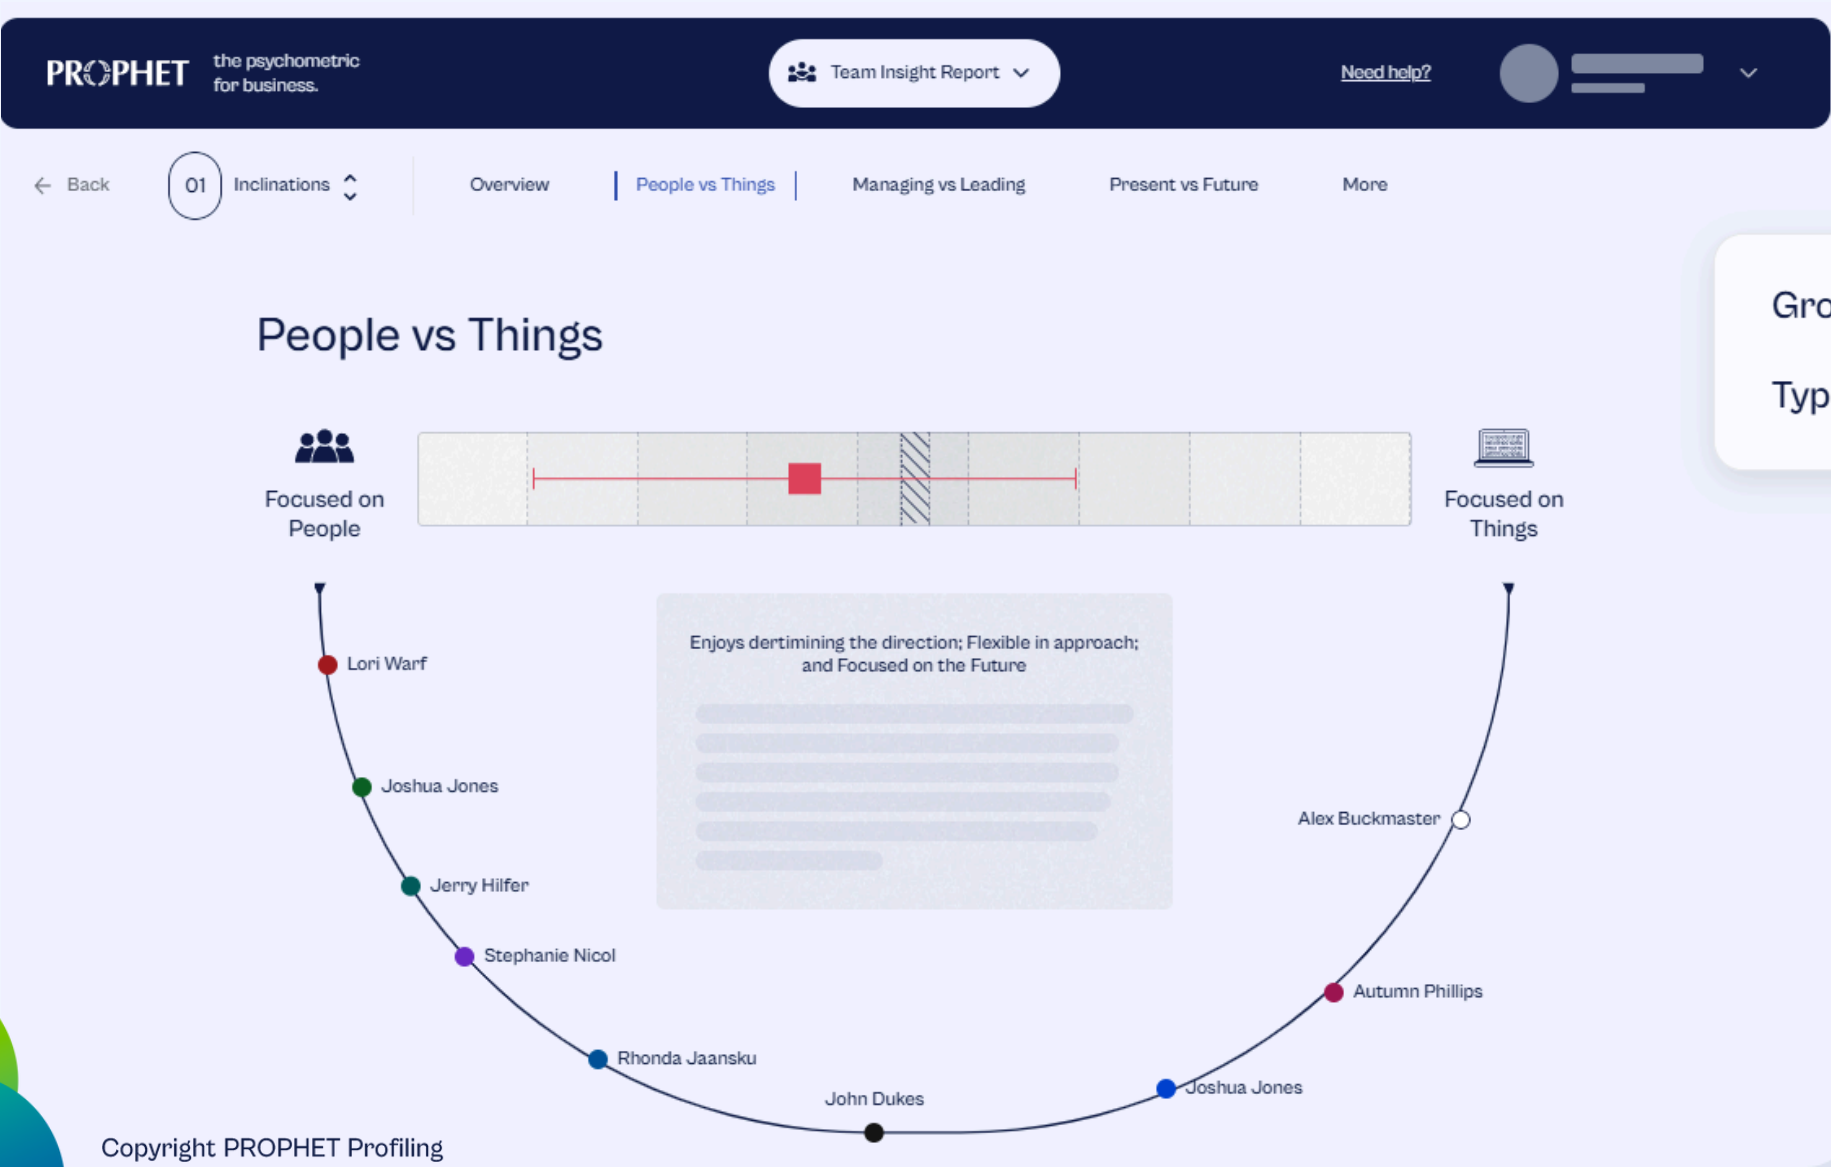 PROPHET
the psychometric
for business.
Team Insight Report
Need help?
Back
01
Inclinations
Overview
People vs Things
Managing vs Leading
Present vs Future
More
Gro
Typ
People vs Things
Focused on
People
Focused on
Things
Enjoys dertimining the direction; Flexible in approach;
and Focused on the Future
Lori Warf
Joshua Jones
Alex Buckmaster
Jerry Hilfer
Stephanie Nicol
Autumn Phillips
Rhonda Jaansku
Joshua Jones
John Dukes
Copyright PROPHET Profiling